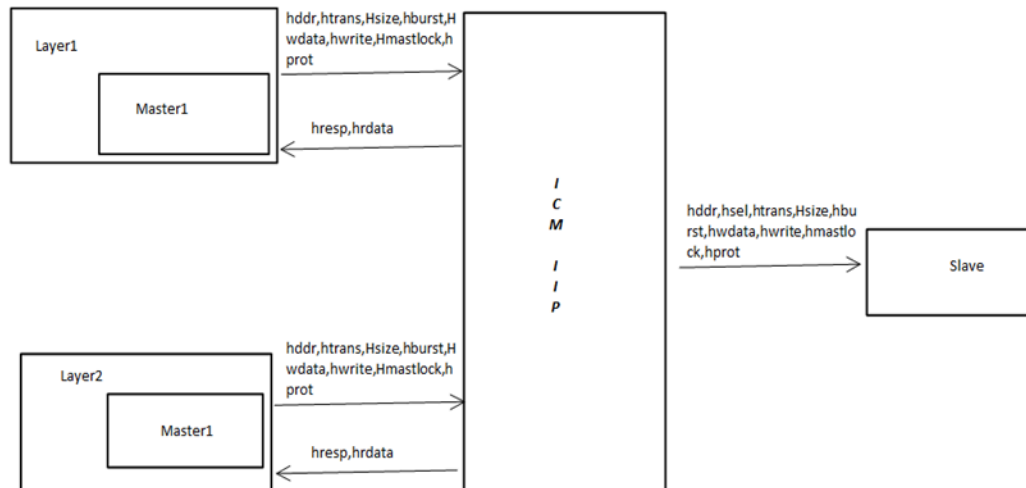 hddr,htrans,Hsize,hburst,H
wdata,hwrite,Hmastlock,h
prot
Layer1
Master1
hresp,hrdata
I
C
M
I
I
P
hddr,hsel,htrans,Hsize,hbu
rst,hwdata,hwrite,hmastlo
ck,hprot
Slave
hddr,htrans,Hsize,hburst,H
wdata,hwrite,Hmastlock,h
prot
Layer2
Master1
hresp,hrdata